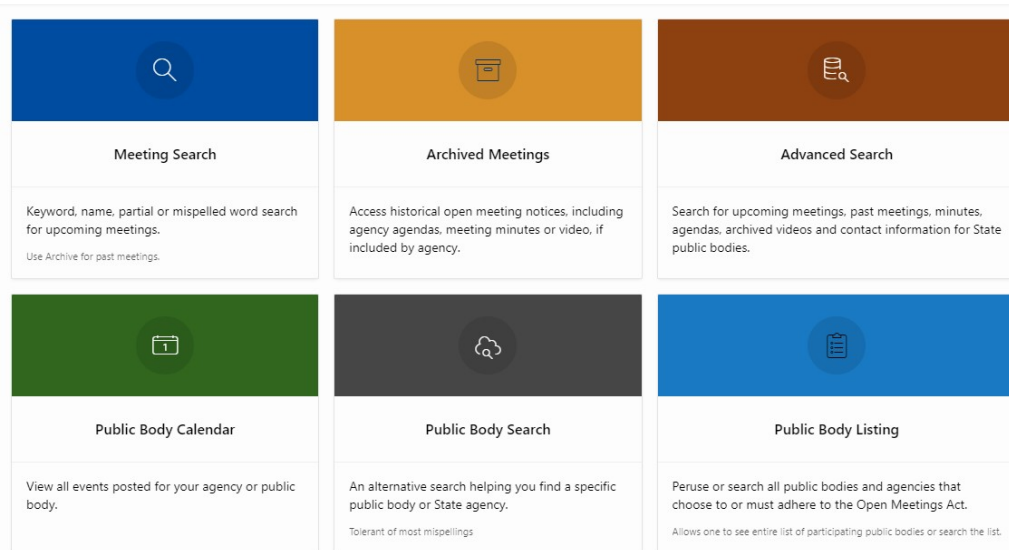 Meeting Search
Keyword, name, partial or mispelled word search
for upcoming meetings.
Use Archive for past meetings.
Archived Meetings
Access historical open meeting notices, including
agency agendas, meeting minutes or video, if
included by agency.
Advanced Search
Search for upcoming meetings, past meetings, minutes,
agendas, archived videos and contact information for State
public bodies.
1
Public Body Calendar
View all events posted for your agency or public
body.
Public Body Search
An alternative search helping you find a specific
public body or State agency.
Tolerant of most mispellings
Public Body Listing
Peruse or search all public bodies and agencies that
choose to or must adhere to the Open Meetings Act.
Allows one to see entire list of participating public bodies or search the list.